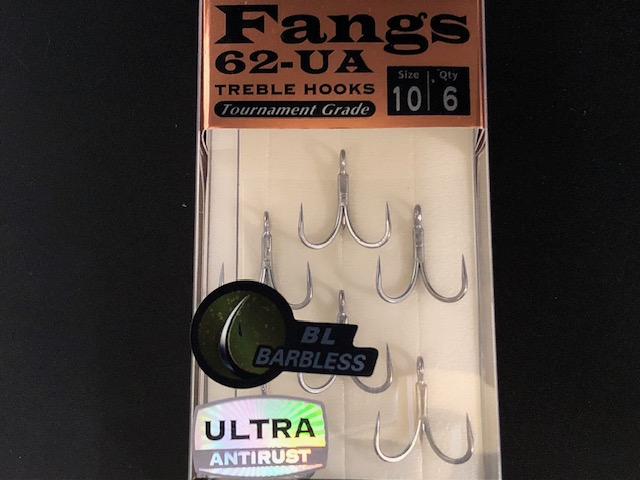 Fangs
62-UA
TREBLE HOOKS
Tournament Grade
Size Qty
10 6
BL
BARBLESS
ULTRA
ANTIRUST